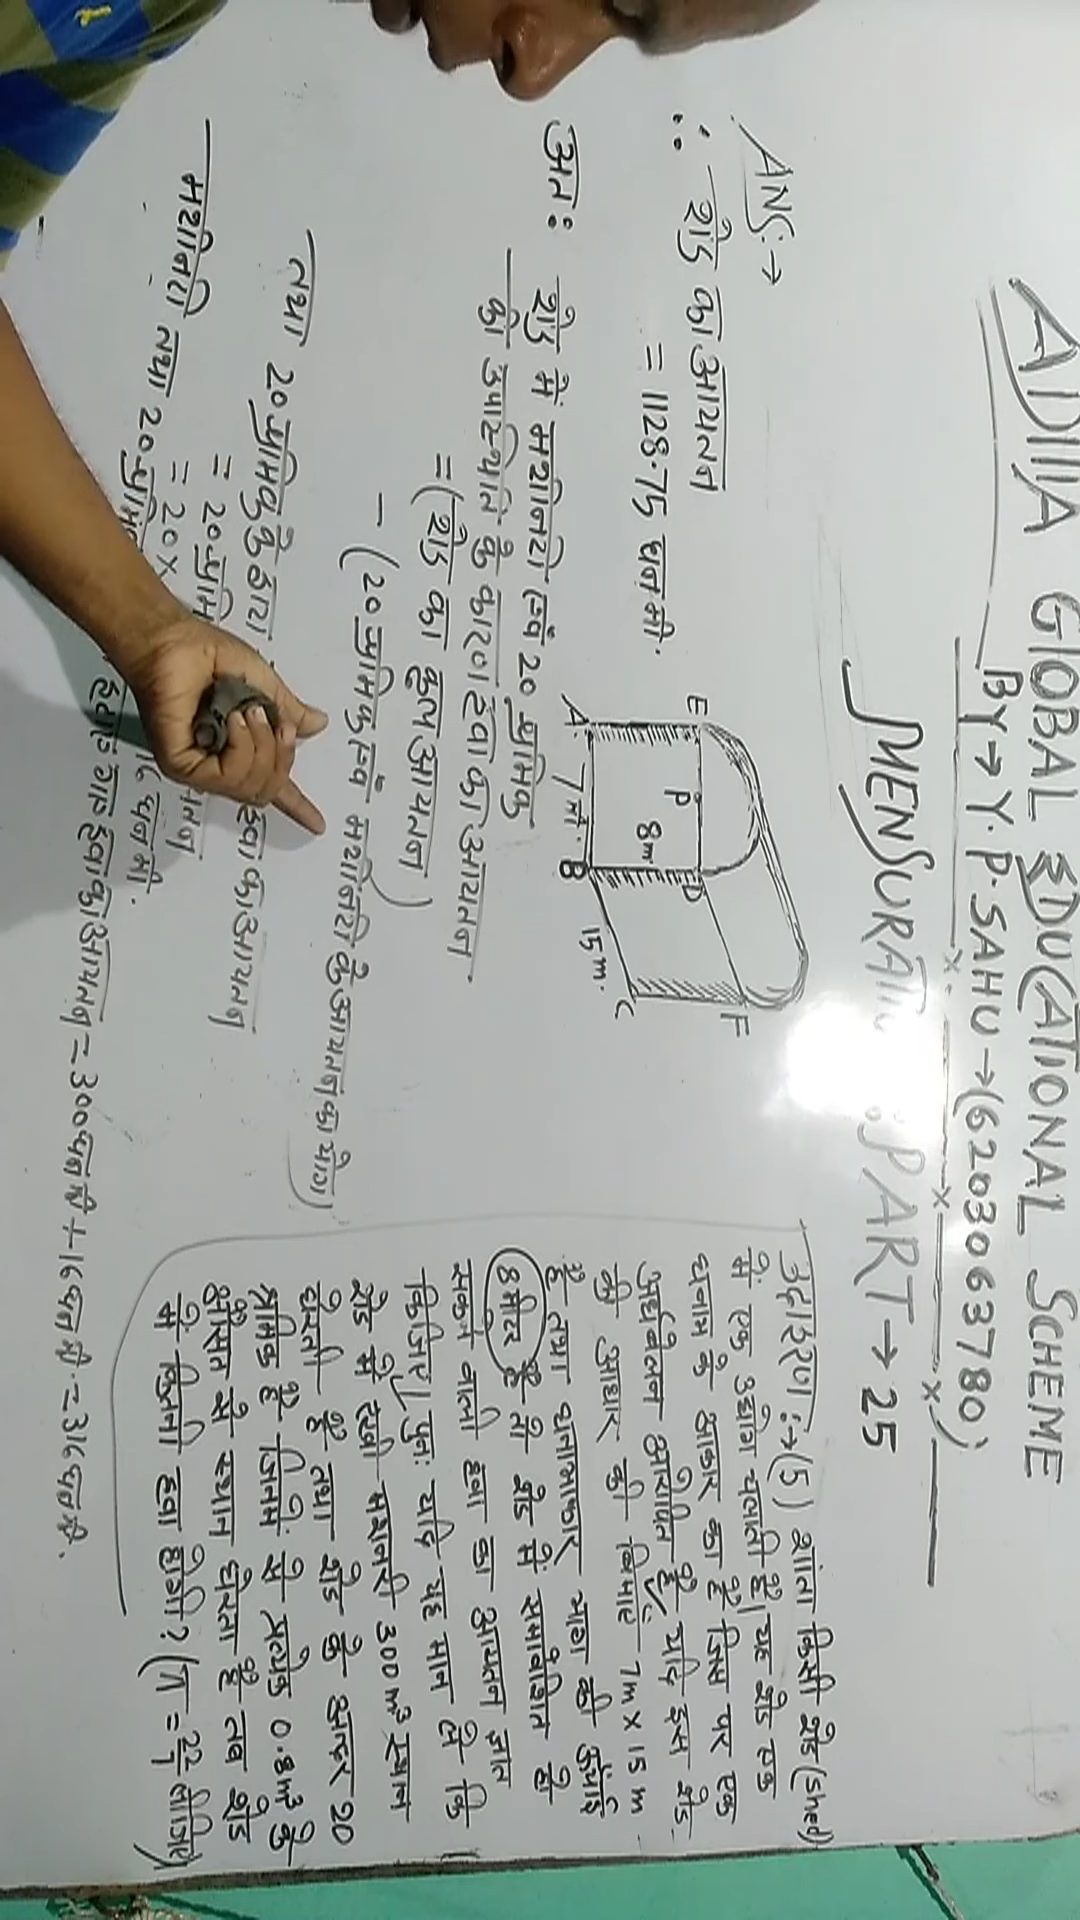 ADIIA GLOBAL EDUCATIONAL SCHEME
BY → Y.P.SAHU → (6203063780)
x x x
MENSURATI PART → 25
ANS: →
∴ शेड का आयतन
= 1128.75 घन मी.
अतः शेड में मशीनरी एवं 20 श्रमिक
की उपस्थिति के कारण हवा का आयतन
= (शेड का कुल आयतन)
- (20 श्रमिक एवं मशीनरी के आयतन का योग)
तथा 20 श्रमिक के द्वारा हवा का आयतन
= 20 श्रमि यतन
= 20 x 16 घन मी.
मशीनरी तथा 20 श्रमि हटाई गई हवा का आयतन = 300 घन मी + 16 घन मी. = 316 घन मी.
E P D F
8m
A 7 मी. B 15 m. C
उदाहरण :→ (5) शांता किसी शेड (shed)
में एक उद्योग चलाती है। यह शेड एक
घनाभ के आकार का है जिस पर एक
अर्द्धबेलन आरोपित है। यदि इस शेड
की आधार की विमाएं 7m x 15 m
है तथा घनाभाकार भाग की ऊँचाई
8 मीटर है तो शेड में समावेशित हो
सकने वाली हवा का आयतन ज्ञात
कीजिए। पुनः यदि यह मान लें कि
शेड में रखी मशीनरी 300 m³ स्थान
घेरती है तथा शेड के अन्दर 20
श्रमिक है जिनमें से प्रत्येक 0.8m³ के
औसत से स्थान घेरता है तब शेड
में कितनी हवा होगी? (π = 22/7 लीजिए)